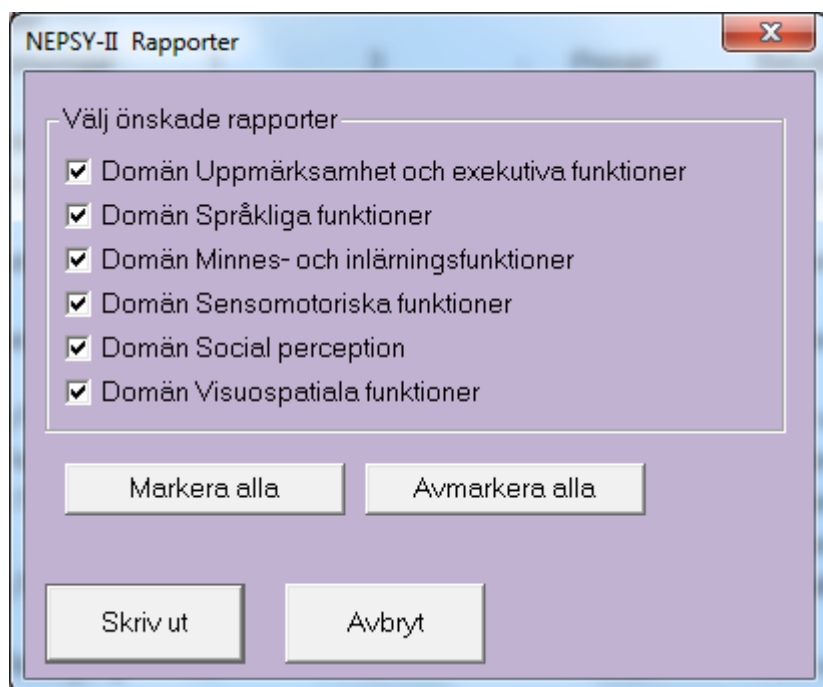 NEPSY-II Rapporter
Välj önskade rapporter
Domän Uppmärksamhet och exekutiva funktioner
Domän Språkliga funktioner
Domän Minnes- och inlärningsfunktioner
Domän Sensomotoriska funktioner
Domän Social perception
Domän Visuospatiala funktioner
Markera alla Avmarkera alla
Skriv ut Avbryt